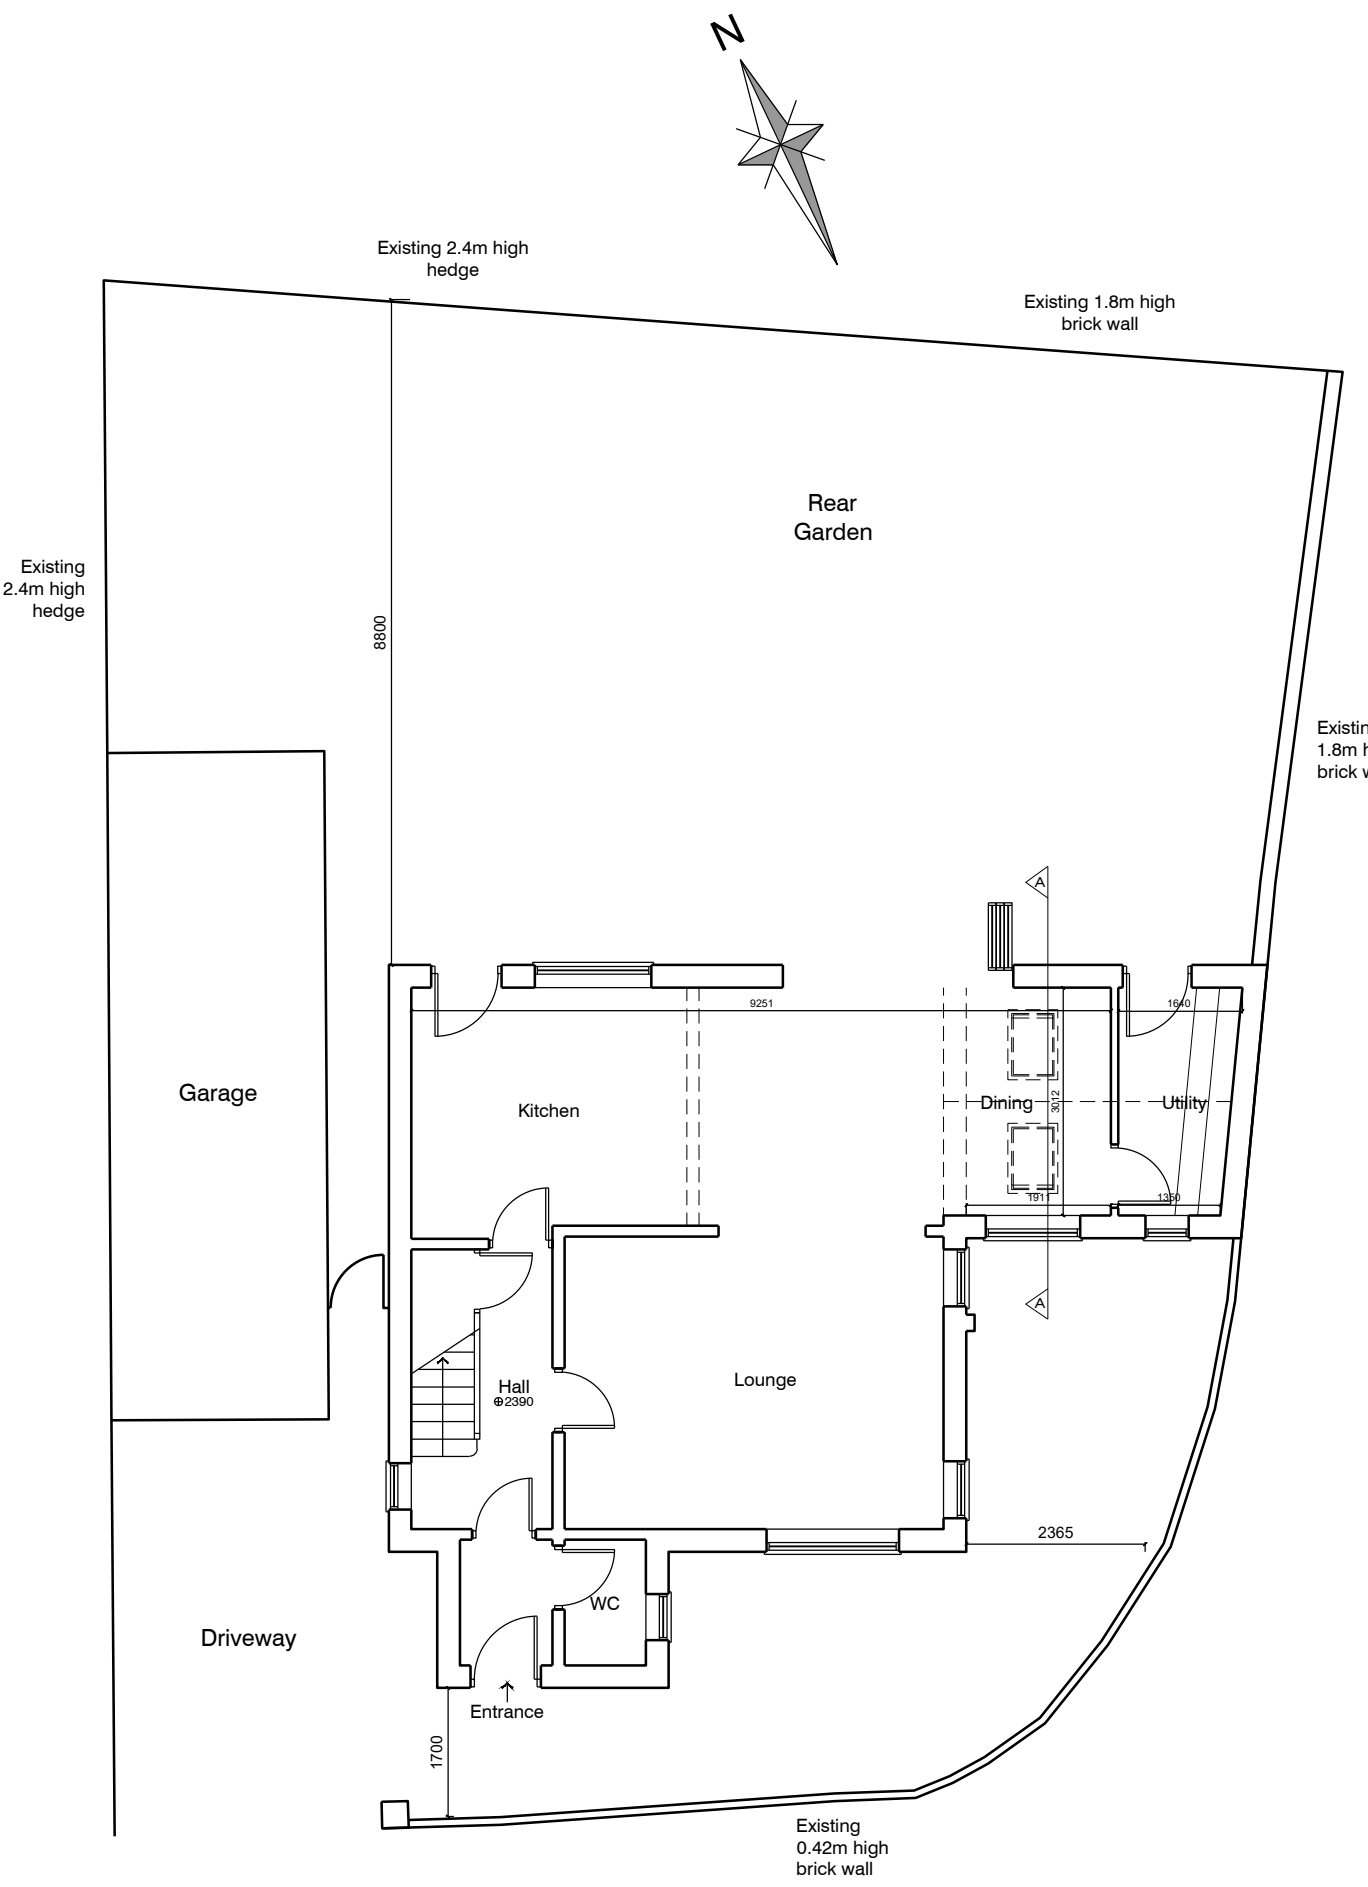 N
Existing 2.4m high
hedge
Existing 1.8m high
brick wall
Rear
Garden
Existing
2.4m high
hedge
8800
1.8m
brick
A
9251
1640
Garage
Kitchen
Dining
3012
Utility
1911
1350
A
Lounge
Hall
2390
2365
WC
Driveway
Entrance
1700
Existing
0.42m high
brick wall